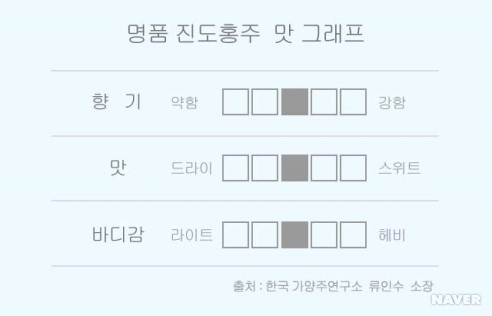 명품 진도홍주 맛 그래프
향 기 약함 강함
맛 드라이 스위트
바디감 라이트 헤비
출처 : 한국 가양주연구소 류인수 소장
NAVER